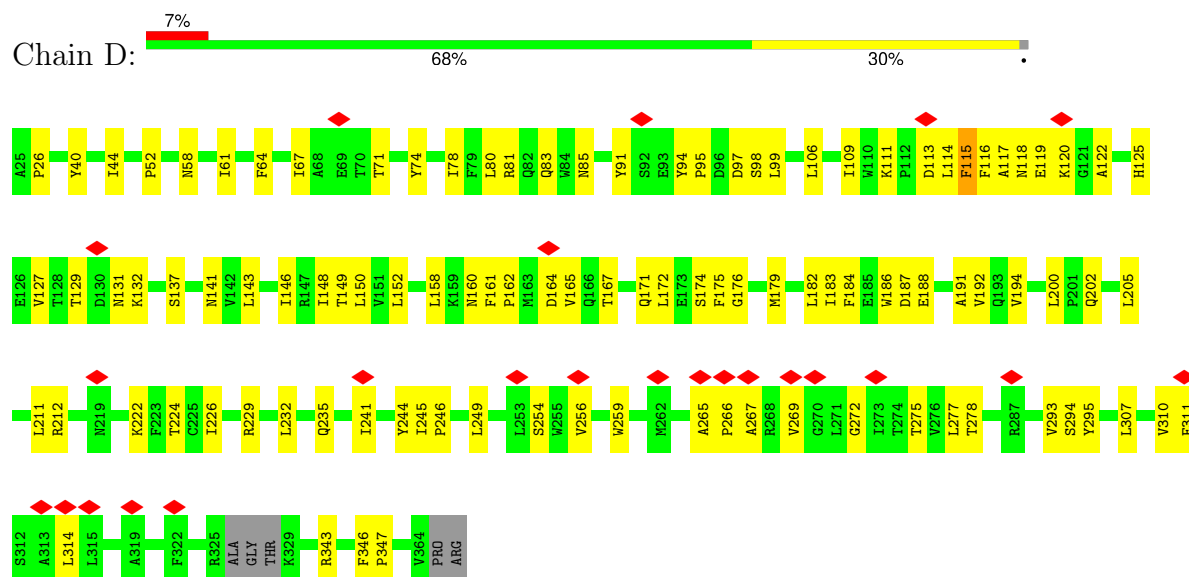 7%
Chain D:
68% 30% •
A25 P26 Y40 I44 P52 N58 I61 F64 I67 A68 E69 T70 T71 Y74 I78 F79 L80 R81 Q82 Q83 W84 N85 Y91 S92 E93 Y94 P95 D96 D97 S98 L99 L106 I109 W110 K111 P112 D113 L114 F115 F116 A117 N118 E119 K120 G121 A122 H125
E126 V127 T128 T129 D130 N131 K132 S137 N141 V142 L143 I146 R147 I148 T149 L150 V151 L152 L158 K159 N160 F161 P162 M163 D164 V165 Q166 T167 Q171 L172 E173 S174 F175 G176 M179 L182 I183 F184 E185 W186 D187 E188 A191 V192 Q193 V194 L200 P201 Q202 L205
L211 R212 N219 K222 F223 T224 C225 I226 R229 L232 Q235 I241 Y244 I245 P246 L249 L253 S254 W255 V256 W259 M262 A265 P266 A267 R268 V269 G270 L271 G272 I273 T274 T275 V276 L277 T278 R287 V293 S294 Y295 L307 V310 F311
S312 A313 L314 L315 A319 F322 R325 ALA GLY THR K329 R343 F346 P347 V364 PRO ARG